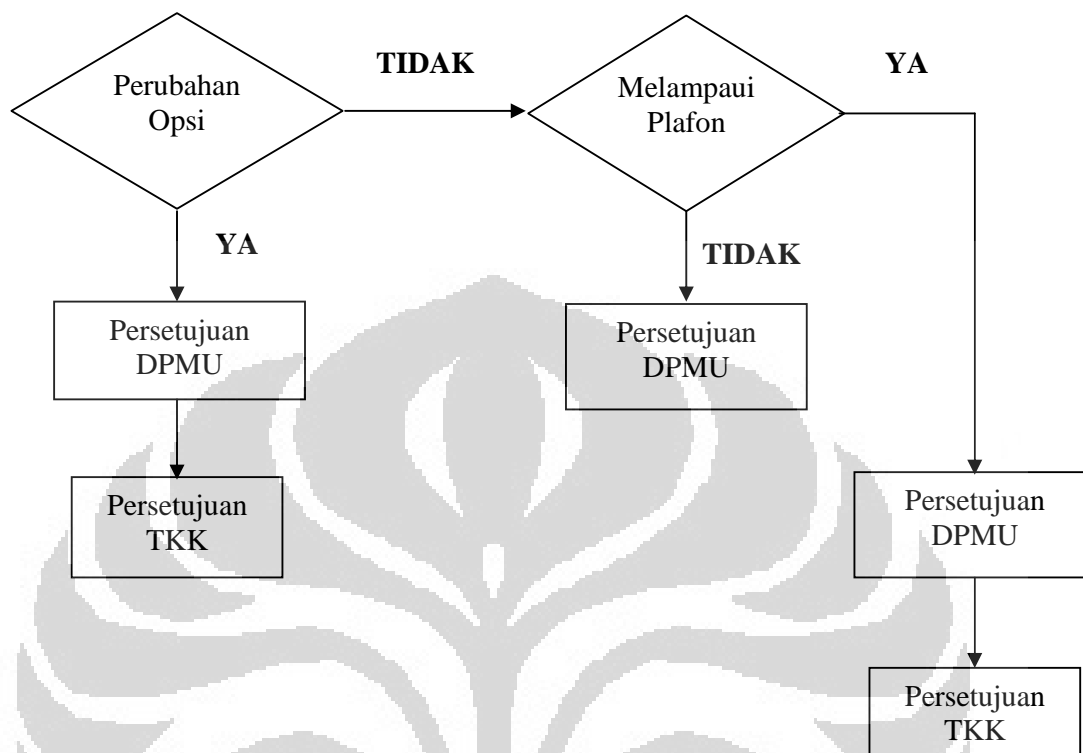 Perubahan
Opsi
TIDAK
Melampaui
Plafon
YA
YA
TIDAK
Persetujuan
DPMU
Persetujuan
DPMU
Persetujuan
TKK
Persetujuan
DPMU
Persetujuan
TKK